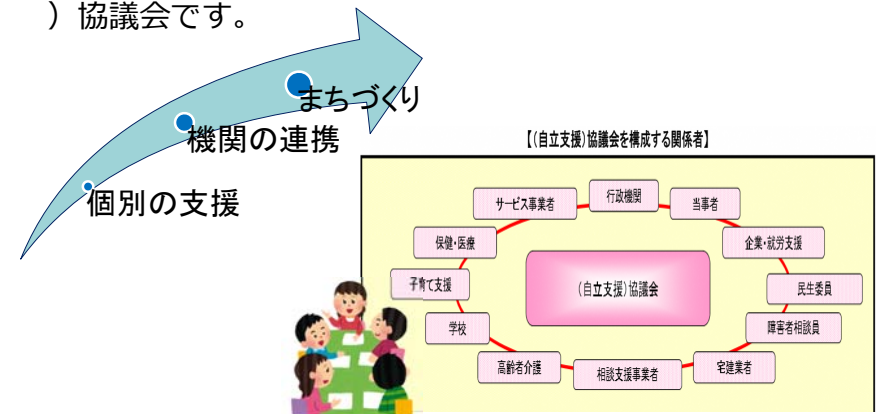 ）協議会です。
まちづくり
機関の連携
個別の支援
【(自立支援)協議会を構成する関係者】
行政機関
サービス事業者
当事者
保健・医療
企業・就労支援
子育て支援
(自立支援)協議会
民生委員
学校
障害者相談員
高齢者介護
相談支援事業者
宅建業者